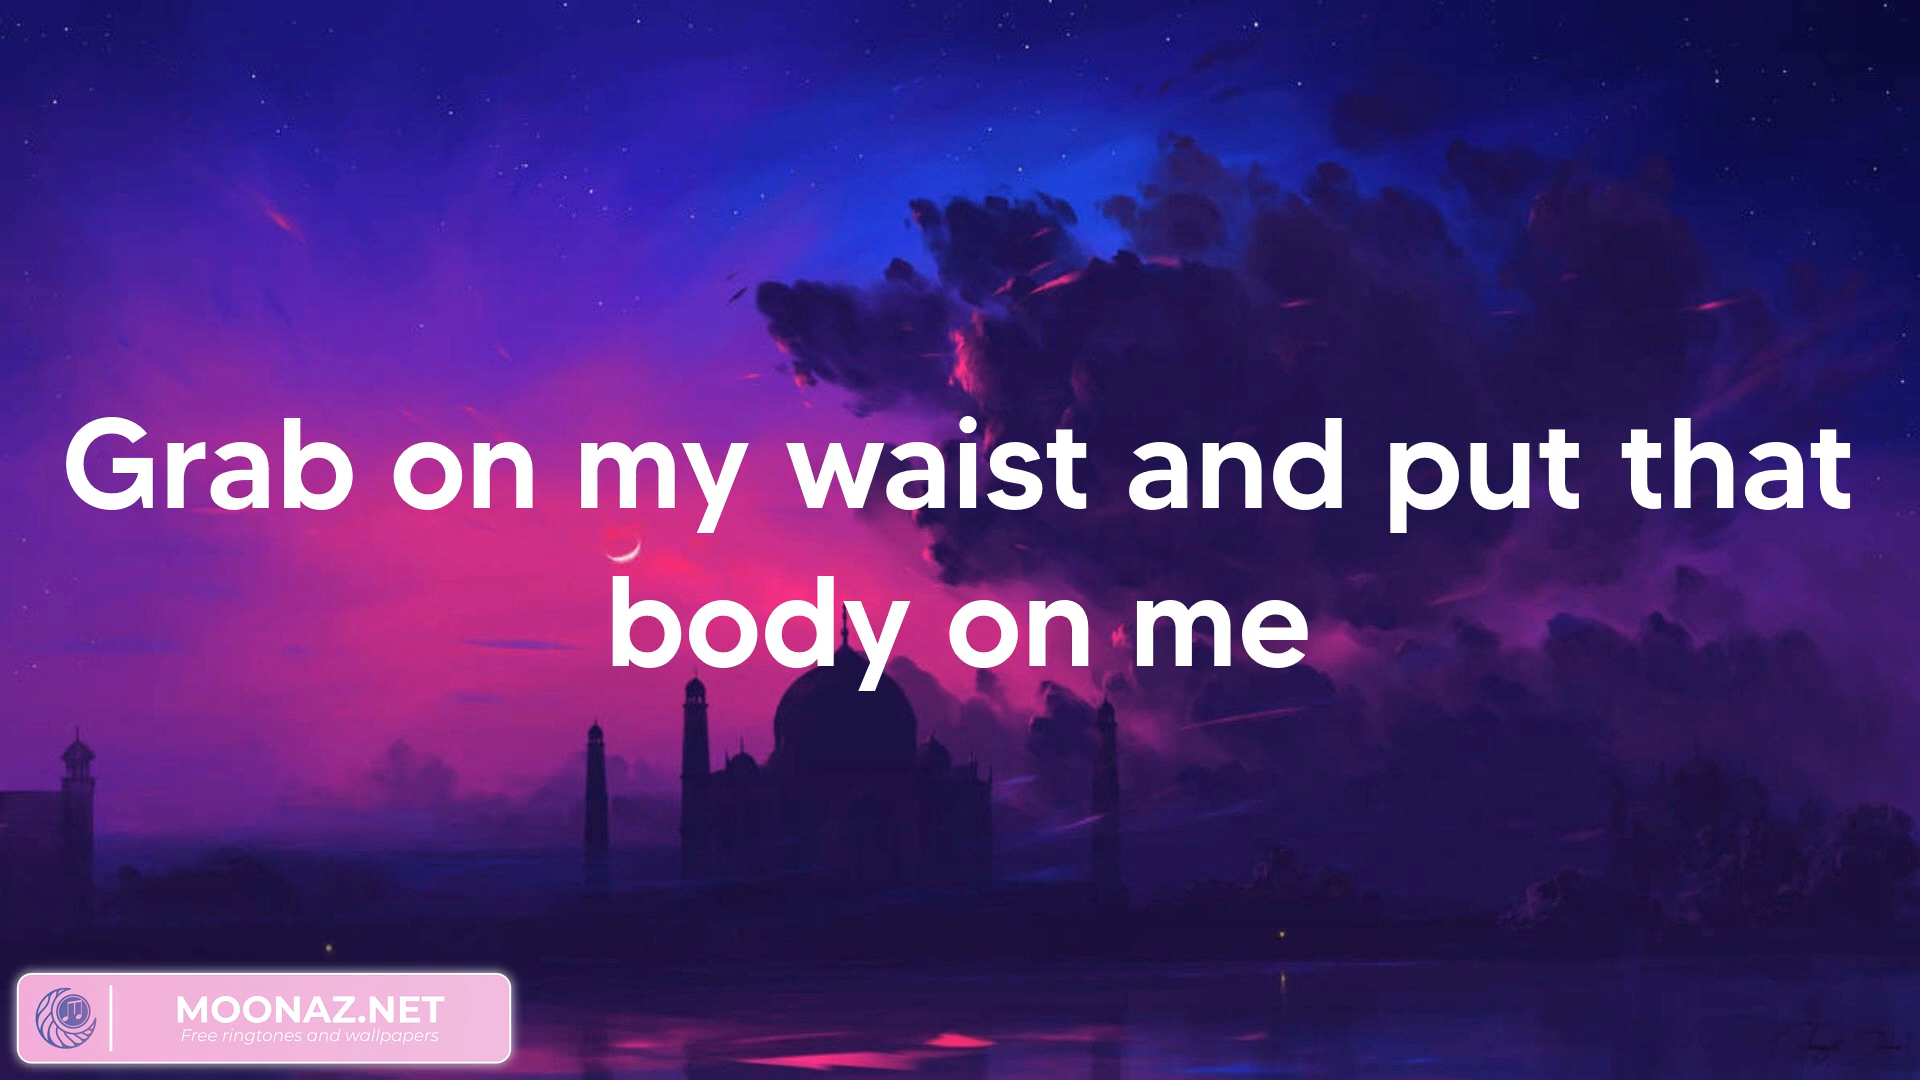 Grab on my waist and put that
body on me
MOONAZ.NET
Free ringtones and wallpapers